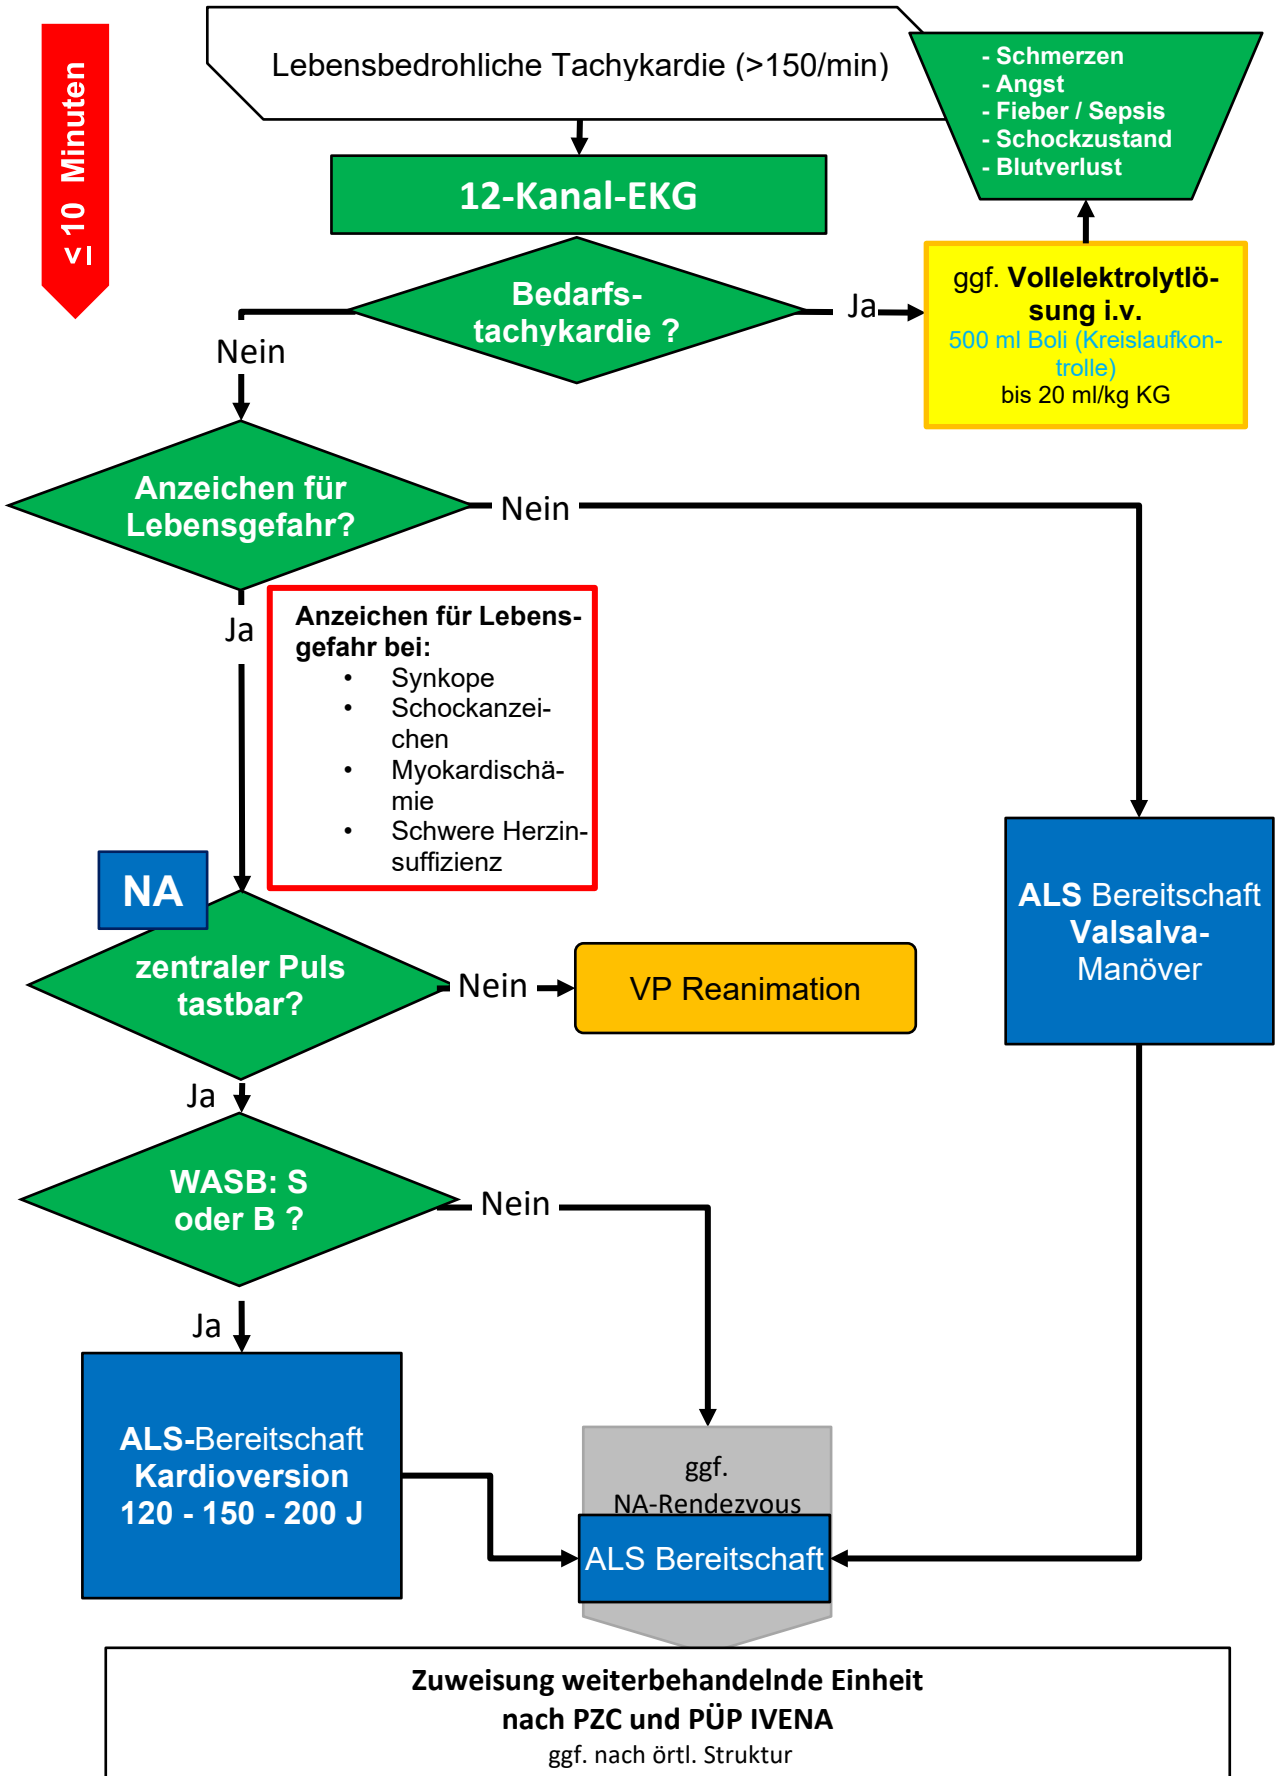 ≤ 10 Minuten
Lebensbedrohliche Tachykardie (>150/min)
- Schmerzen
- Angst
- Fieber / Sepsis
- Schockzustand
- Blutverlust
12-Kanal-EKG
Bedarfs-
tachykardie ?
Ja
ggf. Vollelektrolytlö-
sung i.v.
500 ml Boli (Kreislaufkon-
trolle)
bis 20 ml/kg KG
Nein
Anzeichen für
Lebensgefahr?
Nein
Ja
Anzeichen für Lebens-
gefahr bei:
• Synkope
• Schockanzei-
chen
• Myokardischä-
mie
• Schwere Herzin-
suffizienz
NA
zentraler Puls
tastbar?
Nein
VP Reanimation
ALS Bereitschaft
Valsalva-
Manöver
Ja
WASB: S
oder B ?
Nein
Ja
ALS-Bereitschaft
Kardioversion
120 - 150 - 200 J
ggf.
NA-Rendezvous
ALS Bereitschaft
Zuweisung weiterbehandelnde Einheit
nach PZC und PÜP IVENA
ggf. nach örtl. Struktur